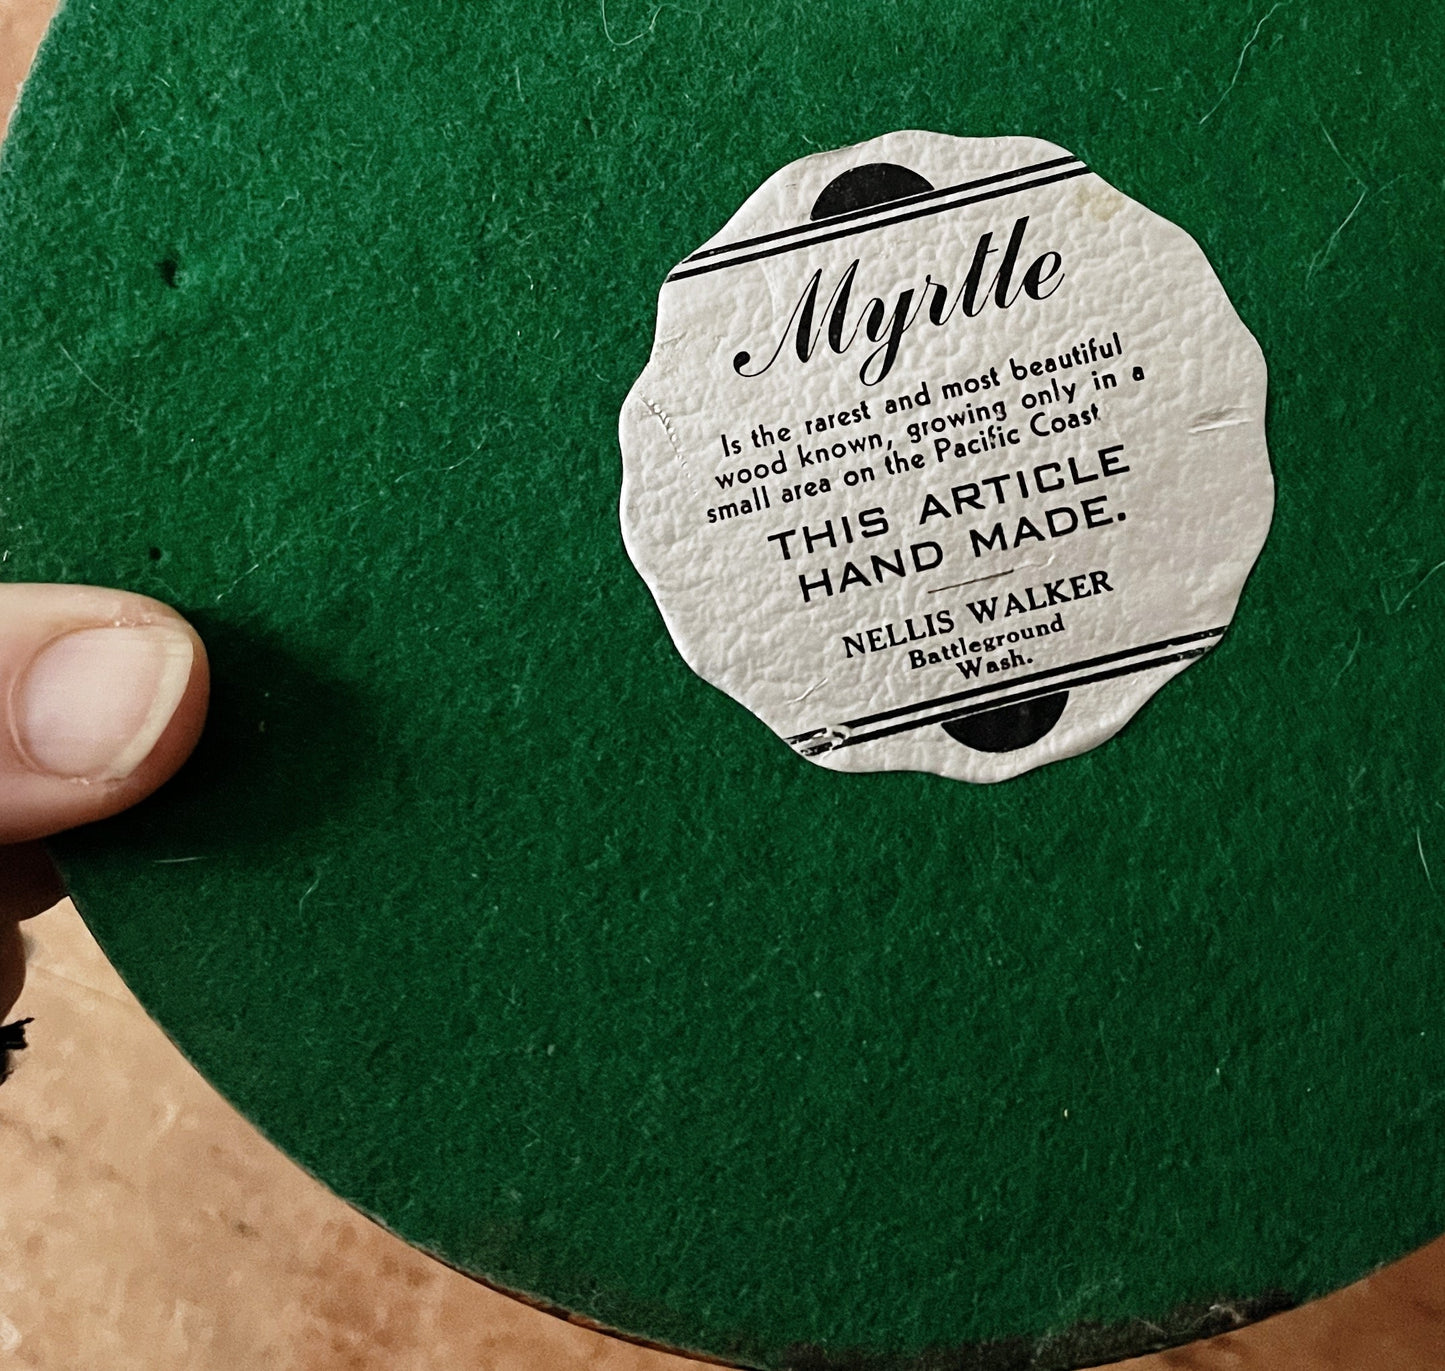 Myrtle
Is the rarest and most beautiful
wood known, growing only in a
small area on the Pacific Coast
THIS ARTICLE
HAND MADE.
NELLIS WALKER
Battleground
Wash.